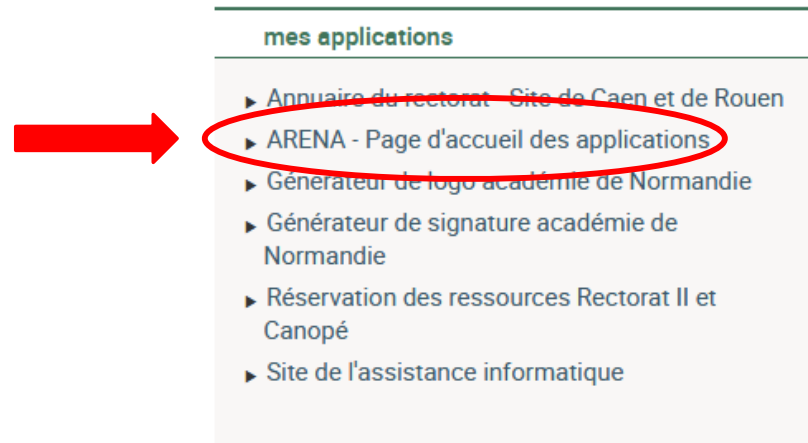 mes applications
Annuaire du rectorat - Site de Caen et de Rouen
ARENA - Page d'accueil des applications
Générateur de logo académie de Normandie
Générateur de signature académie de
Normandie
Réservation des ressources Rectorat II et
Canopé
Site de l'assistance informatique